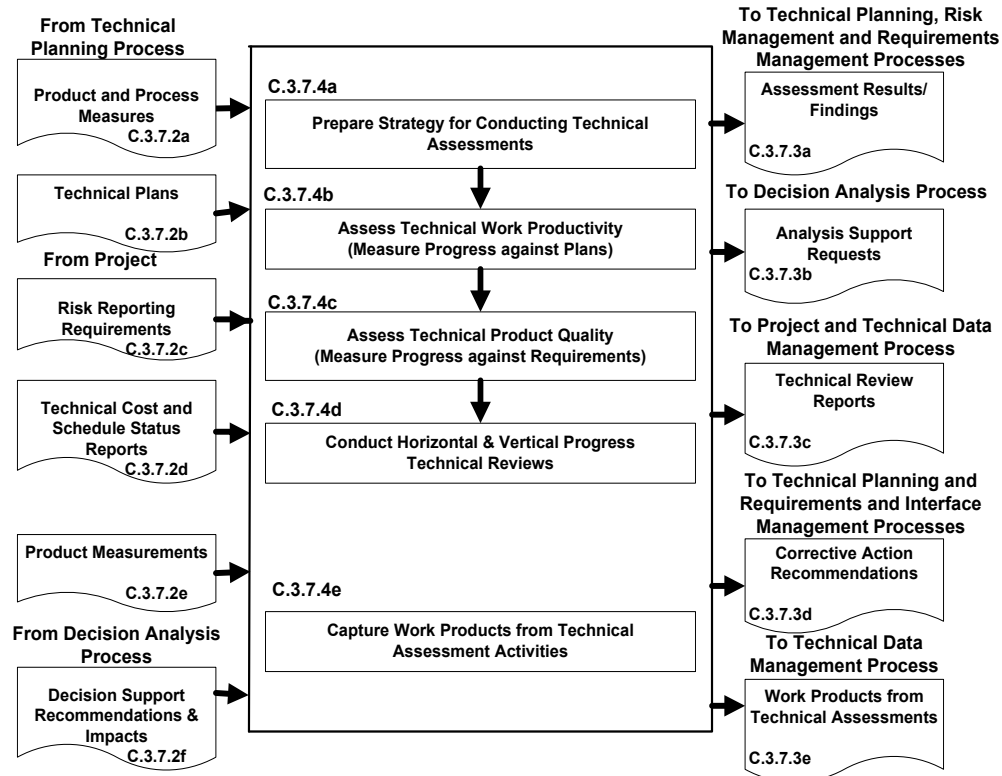 From Technical
Planning Process
Product and Process
Measures
C.3.7.2a
Technical Plans
C.3.7.2b
From Project
Risk Reporting
Requirements
C.3.7.2c
Technical Cost and
Schedule Status
Reports
C.3.7.2d
Product Measurements
C.3.7.2e
From Decision Analysis
Process
Decision Support
Recommendations &
Impacts
C.3.7.2f
C.3.7.4a
Prepare Strategy for Conducting Technical
Assessments
C.3.7.4b
Assess Technical Work Productivity
(Measure Progress against Plans)
C.3.7.4c
Assess Technical Product Quality
(Measure Progress against Requirements)
C.3.7.4d
Conduct Horizontal & Vertical Progress
Technical Reviews
C.3.7.4e
Capture Work Products from Technical
Assessment Activities
To Technical Planning, Risk
Management and Requirements
Management Processes
Assessment Results/
Findings
C.3.7.3a
To Decision Analysis Process
Analysis Support
Requests
C.3.7.3b
To Project and Technical Data
Management Process
Technical Review
Reports
C.3.7.3c
To Technical Planning and
Requirements and Interface
Management Processes
Corrective Action
Recommendations
C.3.7.3d
To Technical Data
Management Process
Work Products from
Technical Assessments
C.3.7.3e